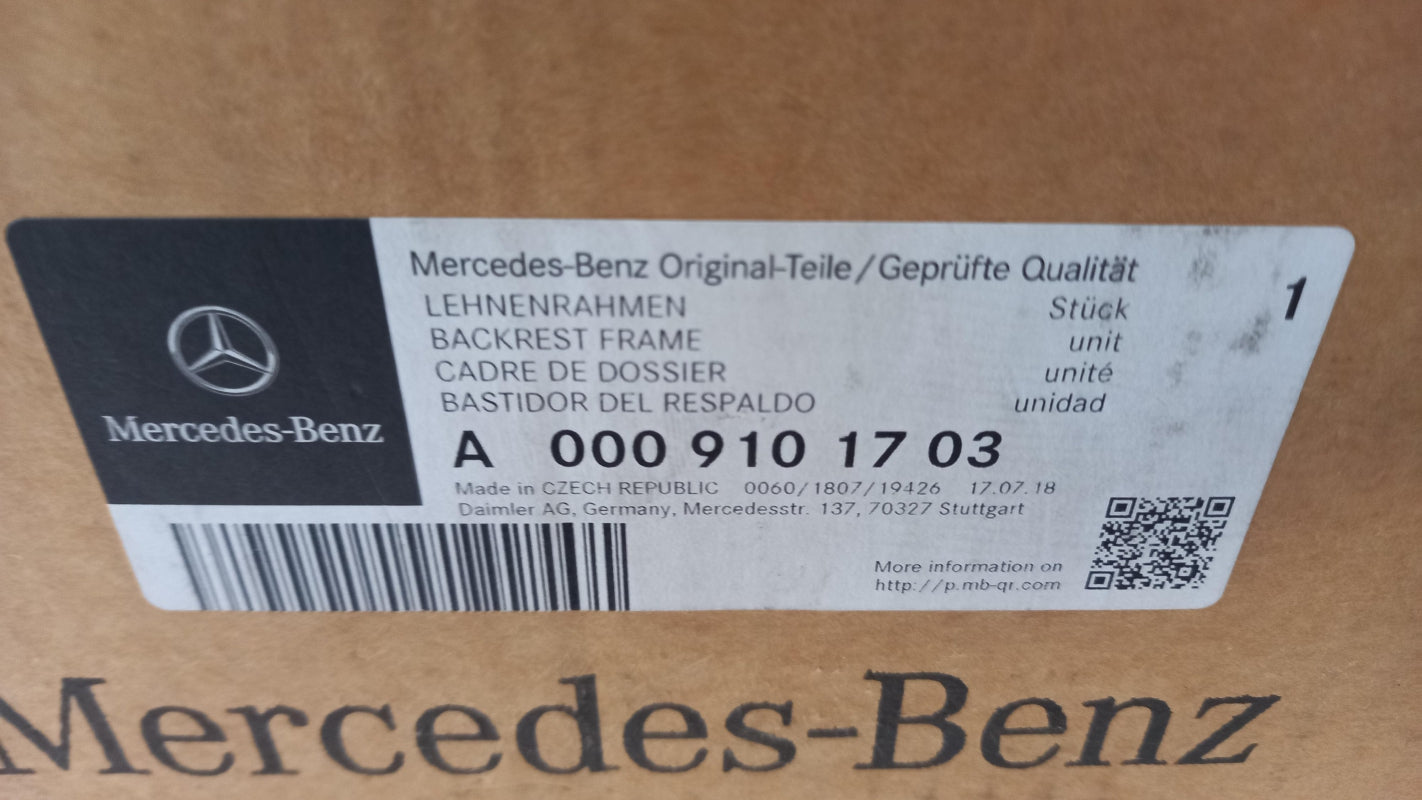 Mercedes-Benz Original-Teile/Geprüfte Qualität
LEHNENRAHMEN Stück 1
BACKREST FRAME unit
CADRE DE DOSSIER unité
BASTIDOR DEL RESPALDO unidad
Mercedes-Benz
A 000 910 17 03
Made in CZECH REPUBLIC 0060/1807/19426 17.07.18
Daimler AG, Germany, Mercedesstr. 137, 70327 Stuttgart
More information on
http://p.mb-qr.com
Mercedes-Benz